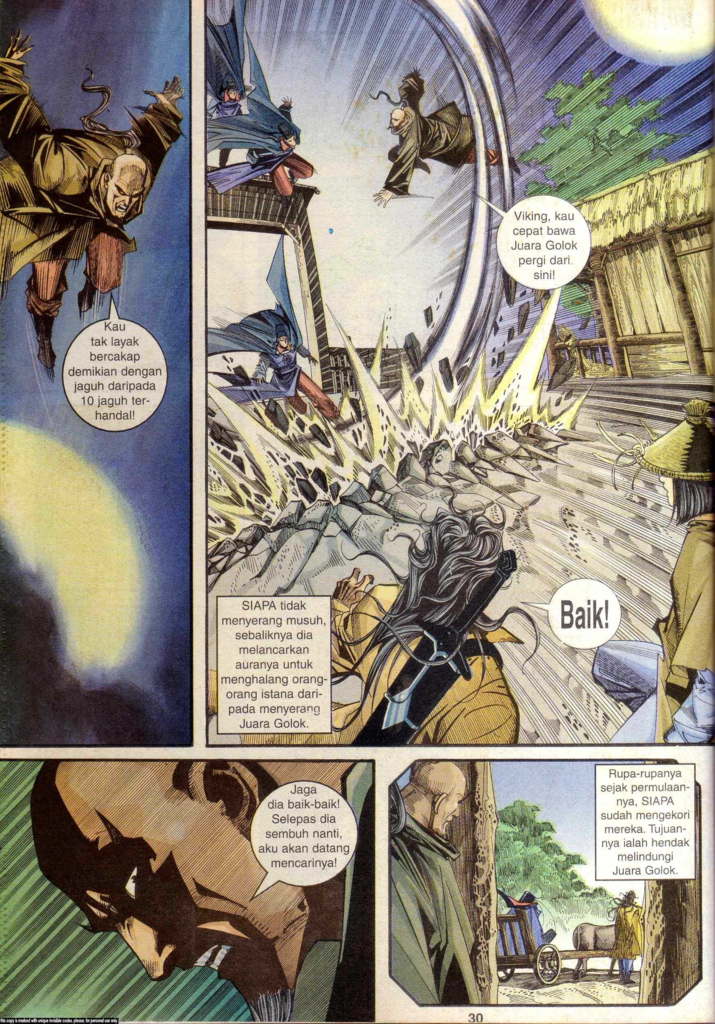 Kau
tak layak
bercakap
demikian dengan
jaguh daripada
10 jaguh ter-
handal!
Viking, kau
cepat bawa
Juara Golok
pergi dari
sini!
Baik!
SIAPA tidak
menyerang musuh,
sebaliknya dia
melancarkan
auranya untuk
menghalang orang-
orang istana dari-
pada menyerang
Juara Golok.
Jaga
dia baik-baik!
Selepas dia
sembuh nanti,
aku akan datang
mencarinya!
Rupa-rupanya
sejak permulaan-
nya, SIAPA
sudah mengekori
mereka. Tujuan-
nya ialah hendak
melindungi
Juara Golok.
30